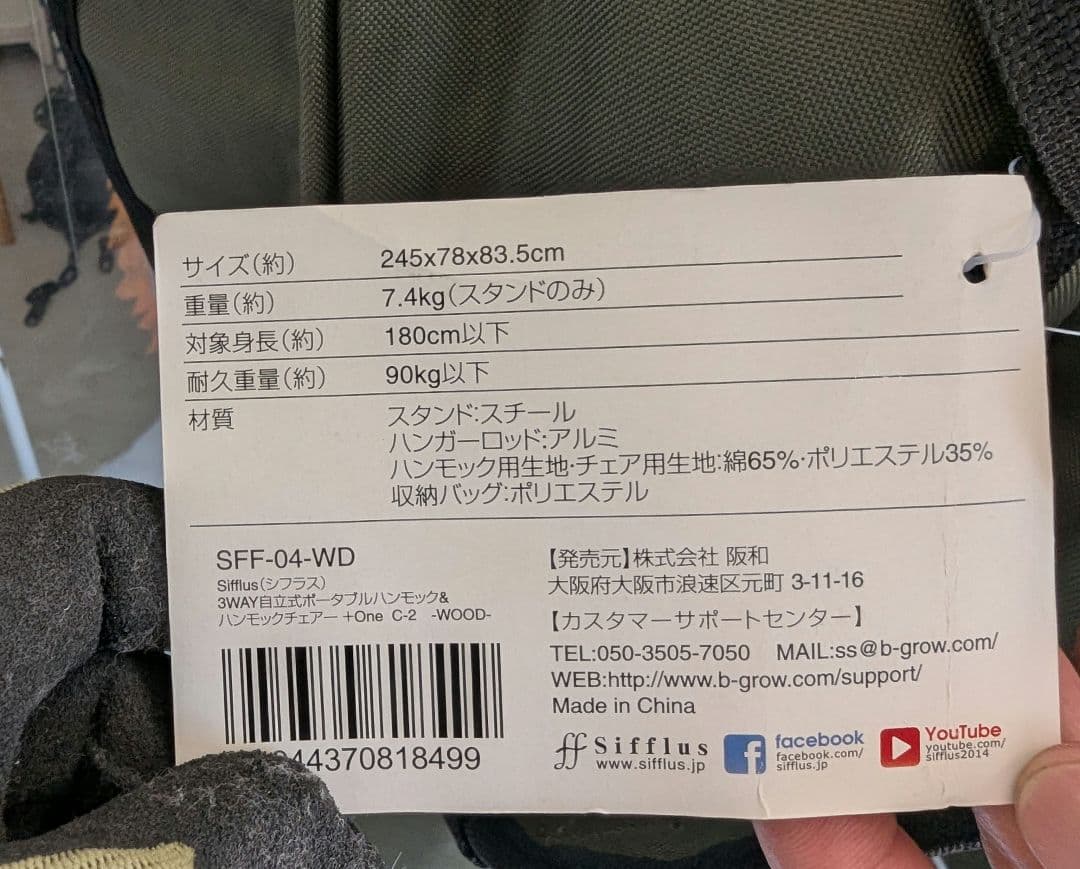 サイズ(約) 245x78x83.5cm
重量(約) 7.4kg(スタンドのみ)
対象身長(約) 180cm以下
耐久重量(約) 90kg以下
材質 スタンド:スチール
ハンガーロッド:アルミ
ハンモック用生地・チェア用生地:綿65%・ポリエステル35%
収納バッグ:ポリエステル
SFF-04-WD
Sifflus(シフラス)
3WAY自立式ポータブルハンモック&
ハンモックチェアー +One C-2 -WOOD-
44370818499
【発売元】株式会社 阪和
大阪府大阪市浪速区元町 3-11-16
【カスタマーサポートセンター】
TEL:050-3505-7050 MAIL:ss@b-grow.com/
WEB:http://www.b-grow.com/support/
Made in China
Sifflus
www.sifflus.jp
facebook
facebook.com/
sifflus.jp
YouTube
youtube.com/
sifflus2014